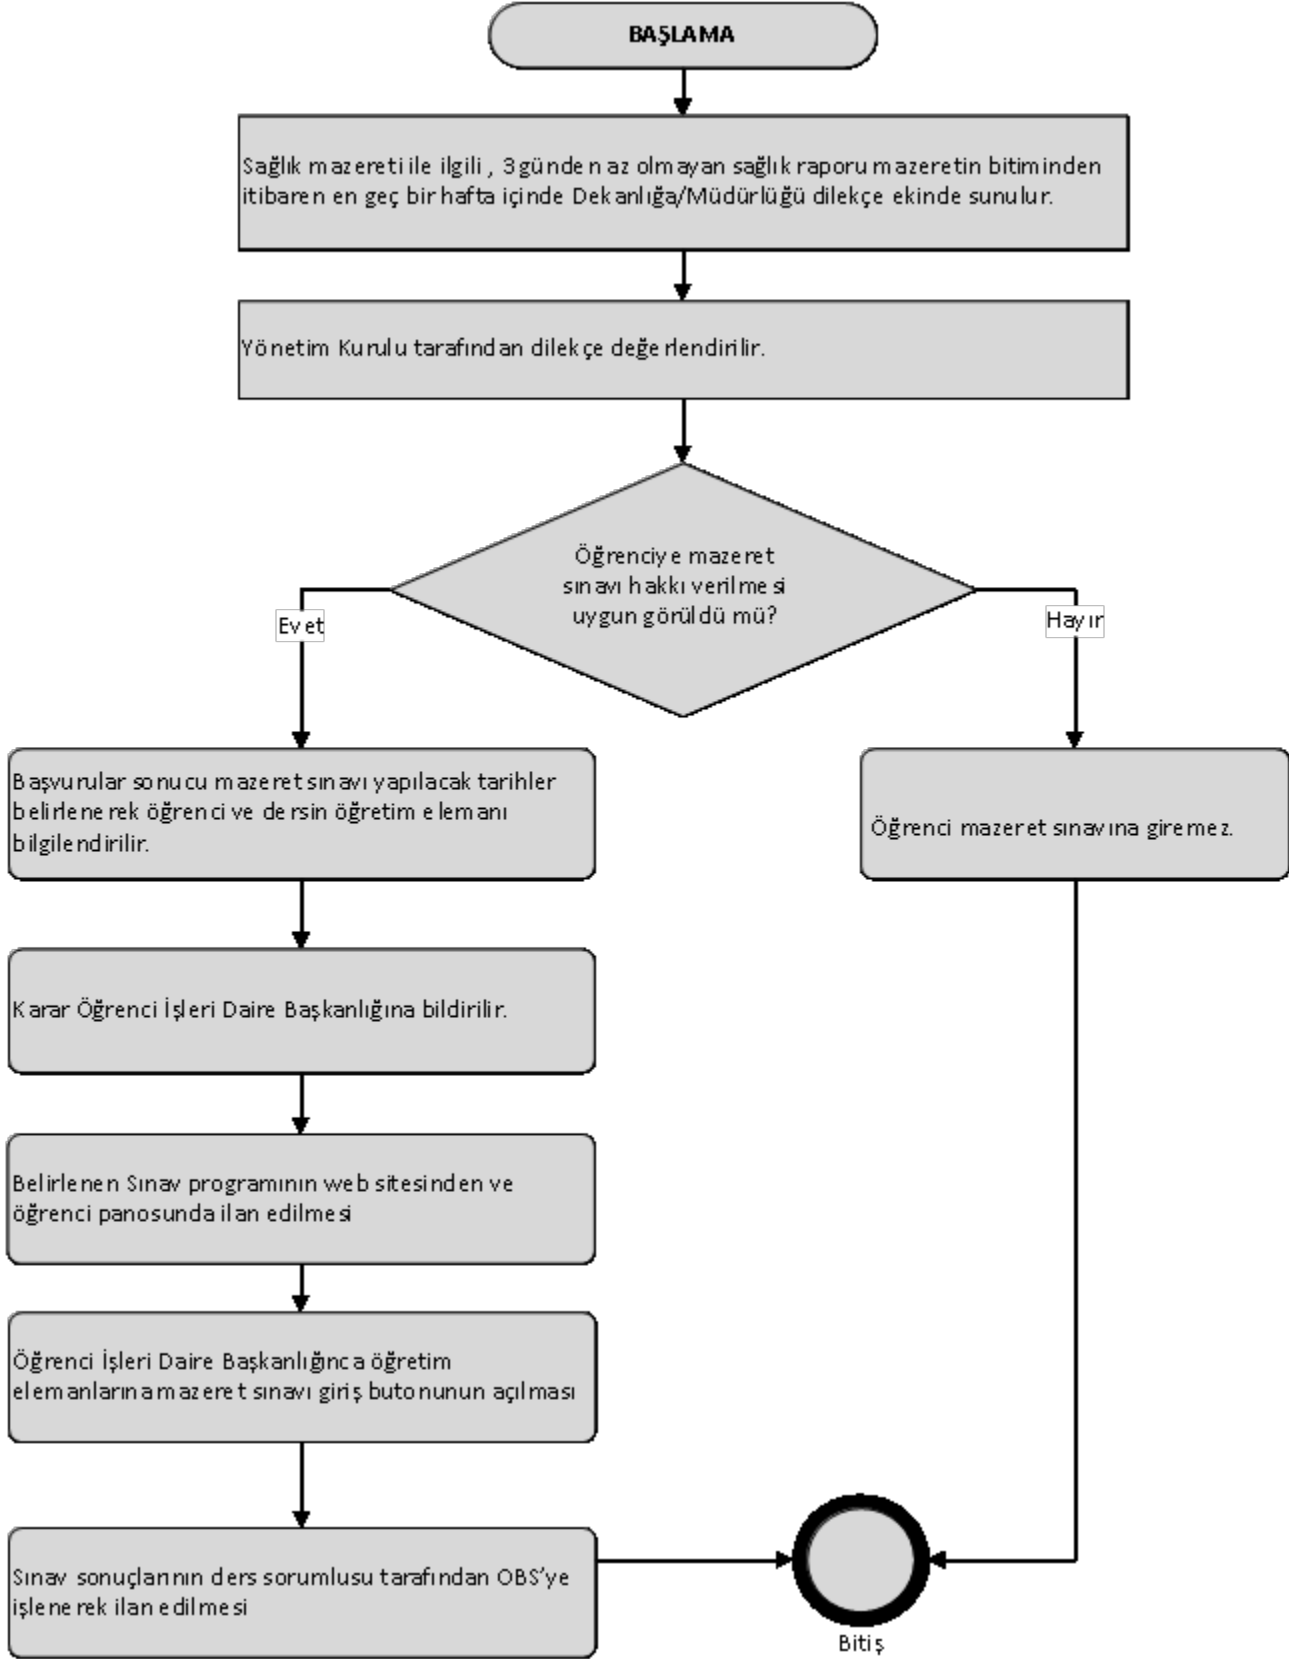 BAŞLAMA
Sağlık mazereti ile ilgili , 3günden az olmayan sağlık raporu mazeretin bitiminden
itibaren en geç bir hafta içinde Dekanlığa/Müdürlüğü dilekçe ekinde sunulur.
Yönetim Kurulu tarafından dilekçe değerlendirilir.
Öğrenciye mazeret
sınavı hakkı verilmesi
uygun görüldü mü?
Evet
Hayır
Başvurular sonucu mazeret sınavı yapılacak tarihler
belirlenerek öğrenci ve dersin öğretim elemanı
bilgilendirilir.
Öğrenci mazeret sınavına giremez.
Karar Öğrenci İşleri Daire Başkanlığına bildirilir.
Belirlenen Sınav programının web sitesinden ve
öğrenci panosunda ilan edilmesi
Öğrenci İşleri Daire Başkanlığınca öğretim
elemanlarına mazeret sınavı giriş butonunun açılması
Sınav sonuçlarının ders sorumlusu tarafından OBS'ye
işlenerek ilan edilmesi
Bitiş